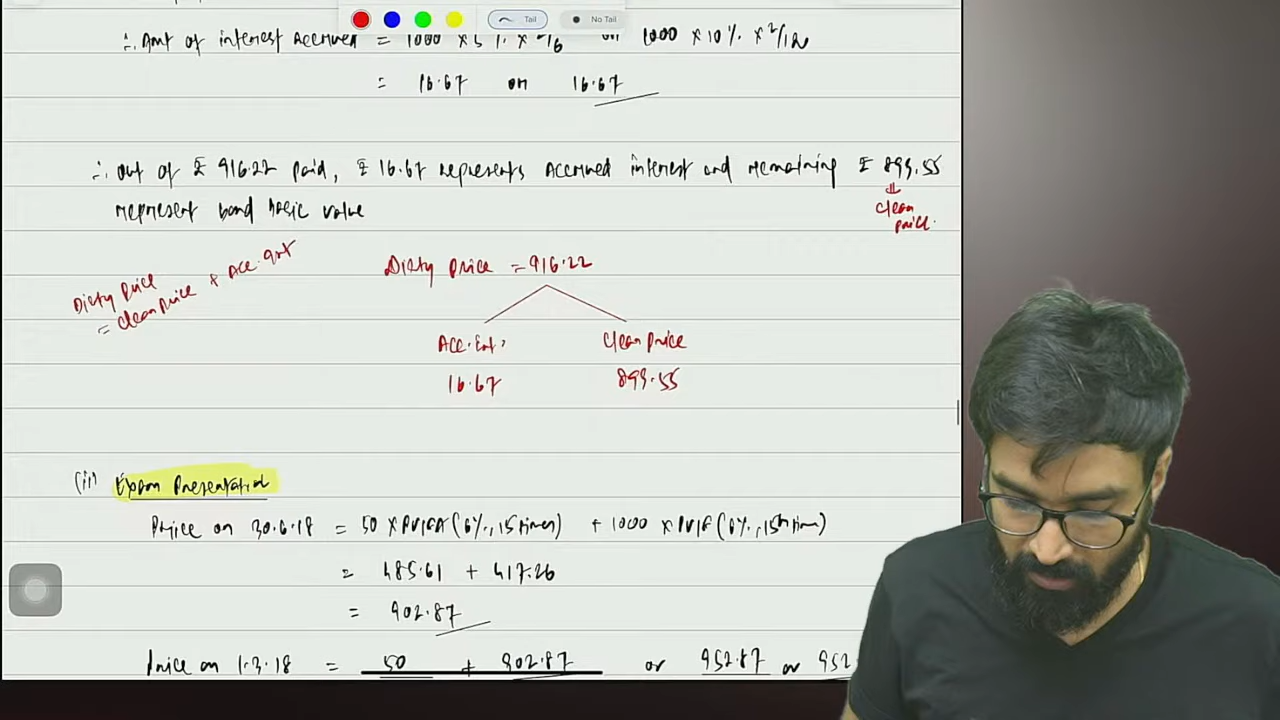 Tail No Tail
∴ Amt of interest Accrued = 1000 × 5% × 2/6 or 1000 × 10% × 2/12
= 16.67 or 16.67
∴ out of ₹ 916.22 paid, ₹ 16.67 represents Accrued interest and remaining ₹ 899.55
represent bond basic value
⇓
clean
price.
Dirty price
= clean price + Acc. Int
Dirty price = 916.22
Acc. Int. Clean price
16.67 899.55
(ii) Exam Presentation
Price on 30.6.18 = 50 × PVIFA (6%, 15 times) + 1000 × PVIF (6%, 15th time)
= 485.61 + 417.26
= 902.87
Price on 1.3.18 = 50 + 902.87 or 952.87 or 952